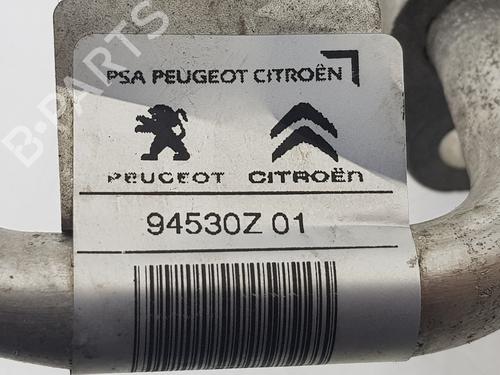 PSA PEUGEOT CITROËN
PEUGEOT CITROËN
94530Z 01
B-PARTS